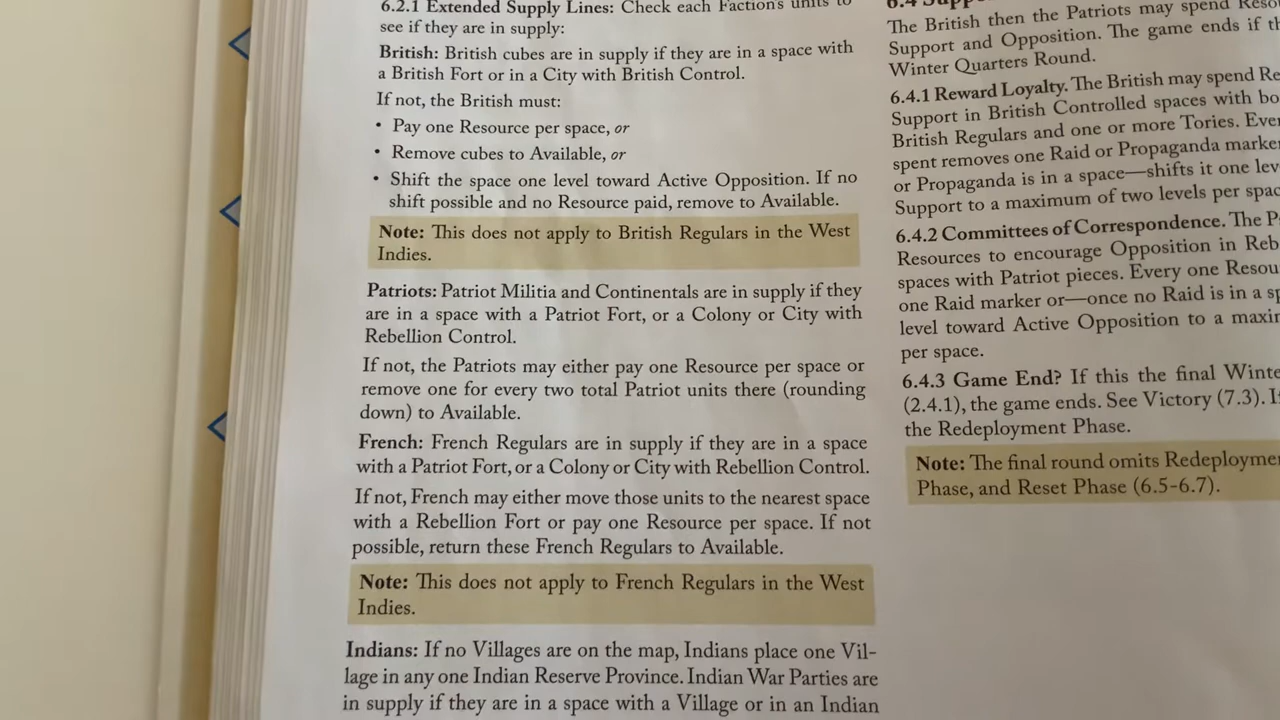 6.2.1 Extended Supply Lines: Check each Faction's units to
see if they are in supply:
British: British cubes are in supply if they are in a space with
a British Fort or in a City with British Control.
If not, the British must:
• Pay one Resource per space, or
• Remove cubes to Available, or
• Shift the space one level toward Active Opposition. If no
shift possible and no Resource paid, remove to Available.
Note: This does not apply to British Regulars in the West
Indies.
Patriots: Patriot Militia and Continentals are in supply if they
are in a space with a Patriot Fort, or a Colony or City with
Rebellion Control.
If not, the Patriots may either pay one Resource per space or
remove one for every two total Patriot units there (rounding
down) to Available.
French: French Regulars are in supply if they are in a space
with a Patriot Fort, or a Colony or City with Rebellion Control.
If not, French may either move those units to the nearest space
with a Rebellion Fort or pay one Resource per space. If not
possible, return these French Regulars to Available.
Note: This does not apply to French Regulars in the West
Indies.
Indians: If no Villages are on the map, Indians place one Vil-
lage in any one Indian Reserve Province. Indian War Parties are
in supply if they are in a space with a Village or in an Indian
6.4
The British then the Patriots may spend
Support and Opposition. The game ends if
Winter Quarters Round.
6.4.1 Reward Loyalty. The British may spend
Support in British Controlled spaces with
British Regulars and one or more Tories.
spent removes one Raid or Propaganda
or Propaganda is in a space—shifts it one
Support to a maximum of two levels per
6.4.2 Committees of Correspondence. The
Resources to encourage Opposition in
spaces with Patriot pieces. Every one
one Raid marker or—once no Raid is in a
level toward Active Opposition to a
per space.
6.4.3 Game End? If this the final
(2.4.1), the game ends. See Victory (7.3).
the Redeployment Phase.
Note: The final round omits
Phase, and Reset Phase (6.5-6.7).